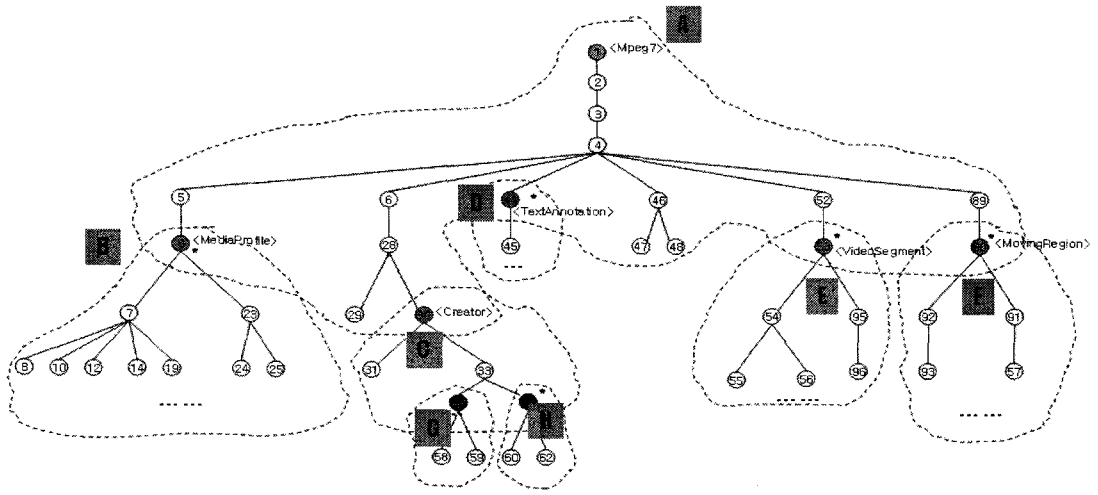 A
1 <Mpeg7>
2
3
4
5 6 D * 46 52 89
<TextAnnotation>
B <MediaProfile> * 28 45 47 48 * <VideoSegment> * <MovingRegion>
E E
7 23 29 <Creator> 54 95 92 91
C
8 10 12 14 19 24 25 31 33 55 56 96 93 57
*
G H
58 59 60 62